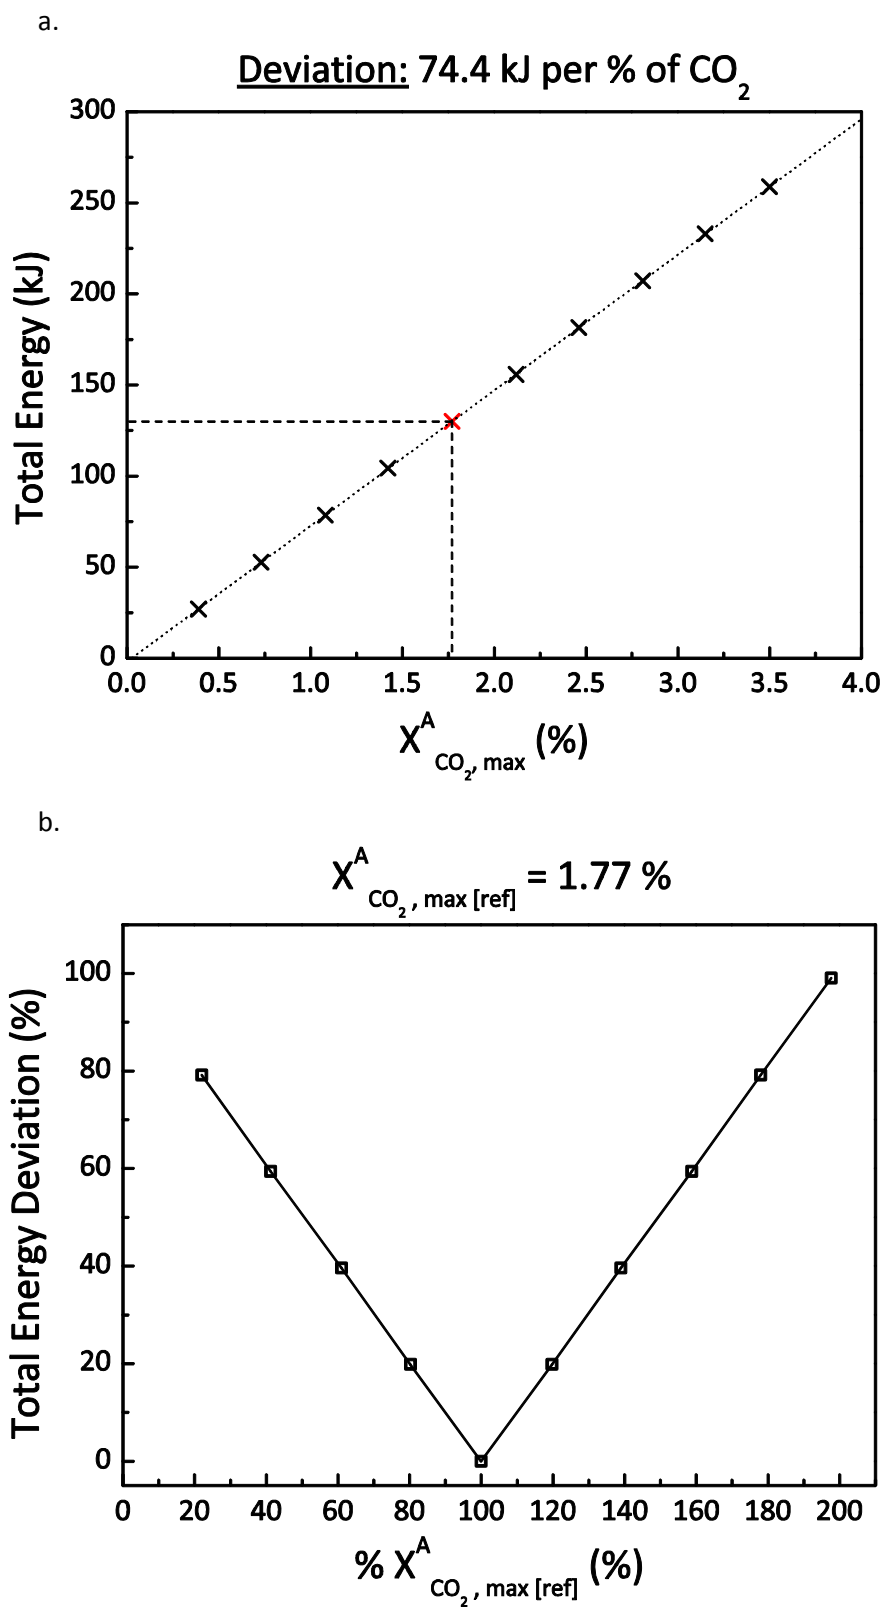 a.
Deviation: 74.4 kJ per % of CO2
300
250
200
150
100
50
0
Total Energy (kJ)
0.0 0.5 1.0 1.5 2.0 2.5 3.0 3.5 4.0
X^A CO2, max (%)
b.
X^A CO2 , max [ref] = 1.77 %
100
80
60
40
20
0
Total Energy Deviation (%)
0 20 40 60 80 100 120 140 160 180 200
% X^A CO2 , max [ref] (%)